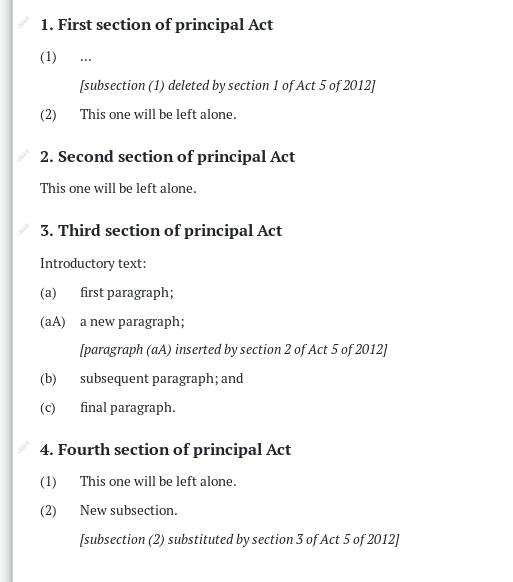 1. First section of principal Act
(1) ...
[subsection (1) deleted by section 1 of Act 5 of 2012]
(2) This one will be left alone.
2. Second section of principal Act
This one will be left alone.
3. Third section of principal Act
Introductory text:
(a) first paragraph;
(aA) a new paragraph;
[paragraph (aA) inserted by section 2 of Act 5 of 2012]
(b) subsequent paragraph; and
(c) final paragraph.
4. Fourth section of principal Act
(1) This one will be left alone.
(2) New subsection.
[subsection (2) substituted by section 3 of Act 5 of 2012]